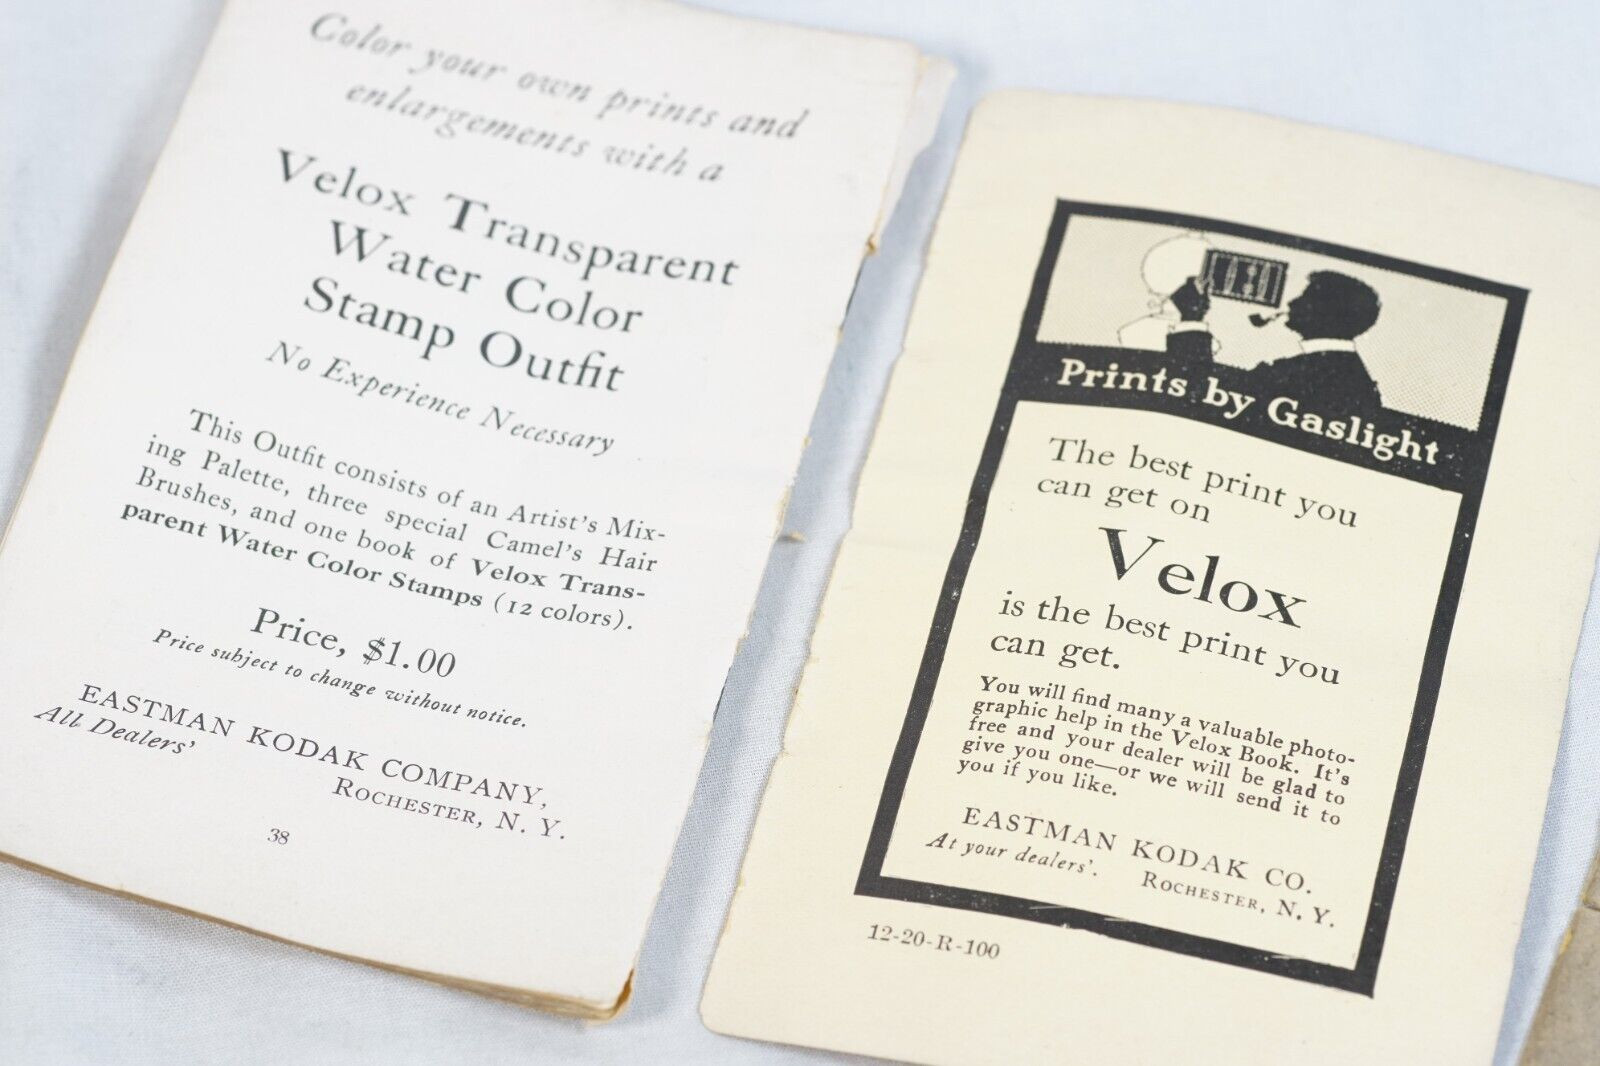 Color your own prints and
enlargements with a
Velox Transparent
Water Color
Stamp Outfit
No Experience Necessary
This Outfit consists of an Artist's Mix-
ing Palette, three special Camel's Hair
Brushes, and one book of Velox Trans-
parent Water Color Stamps (12 colors).
Price, $1.00
Price subject to change without notice.
EASTMAN KODAK COMPANY,
All Dealers'
ROCHESTER, N. Y.
38
Prints by Gaslight
The best print you
can get on
Velox
is the best print you
can get.
You will find many a valuable photo-
graphic help in the Velox Book. It's
free and your dealer will be glad to
give you one—or we will send it to
you if you like.
EASTMAN KODAK CO.
At your dealers'.
ROCHESTER, N. Y.
12-20-R-100